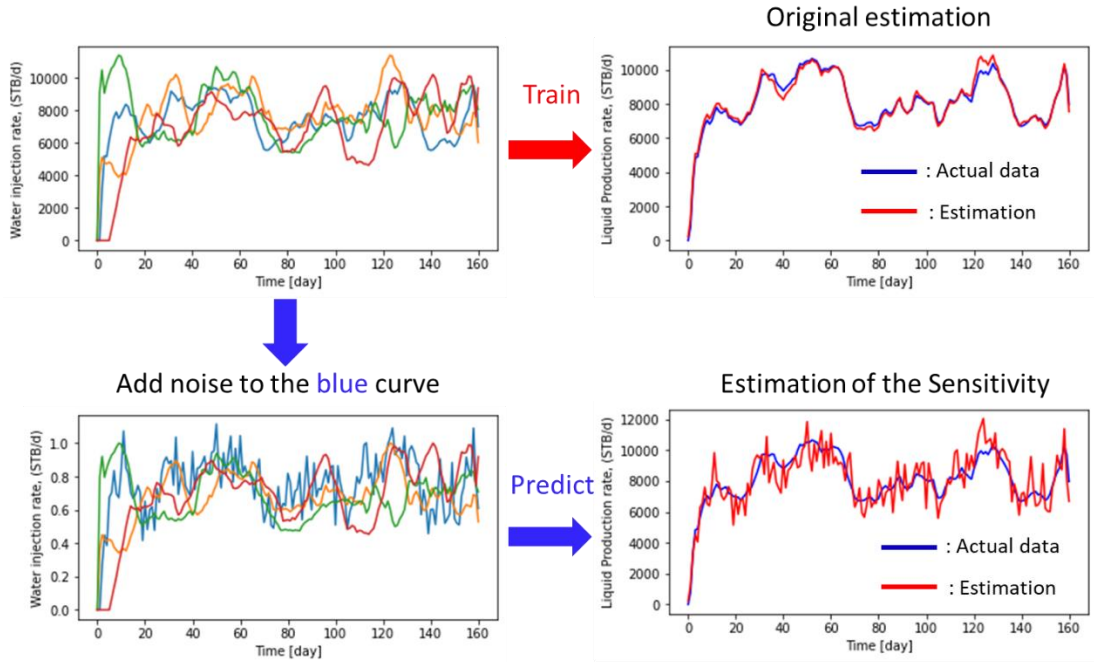 Original estimation
Water injection rate, (STB/d)
10000
8000
6000
4000
2000
0
0 20 40 60 80 100 120 140 160
Time [day]
Train
Liquid Production rate, (STB/d)
10000
8000
6000
4000
2000
0
: Actual data
: Estimation
0 20 40 60 80 100 120 140 160
Time [day]
Add noise to the blue curve
Water injection rate, (STB/d)
1.0
0.8
0.6
0.4
0.2
0.0
0 20 40 60 80 100 120 140 160
Time [day]
Predict
Estimation of the Sensitivity
Liquid Production rate, (STB/d)
12000
10000
8000
6000
4000
2000
0
: Actual data
: Estimation
0 20 40 60 80 100 120 140 160
Time [day]